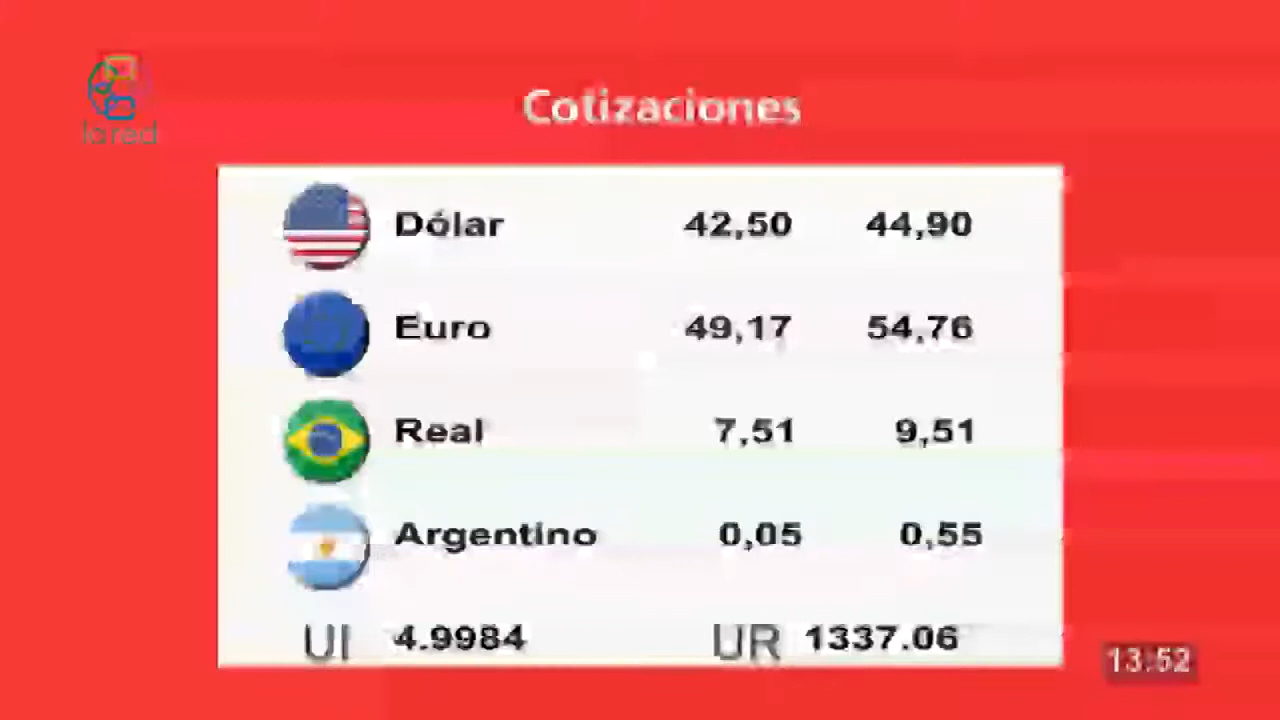 la red
Cotizaciones
Dólar 42,50 44,90
Euro 49,17 54,76
Real 7,51 9,51
Argentino 0,05 0,55
UI 4.9984 UR 1337.06
13:52